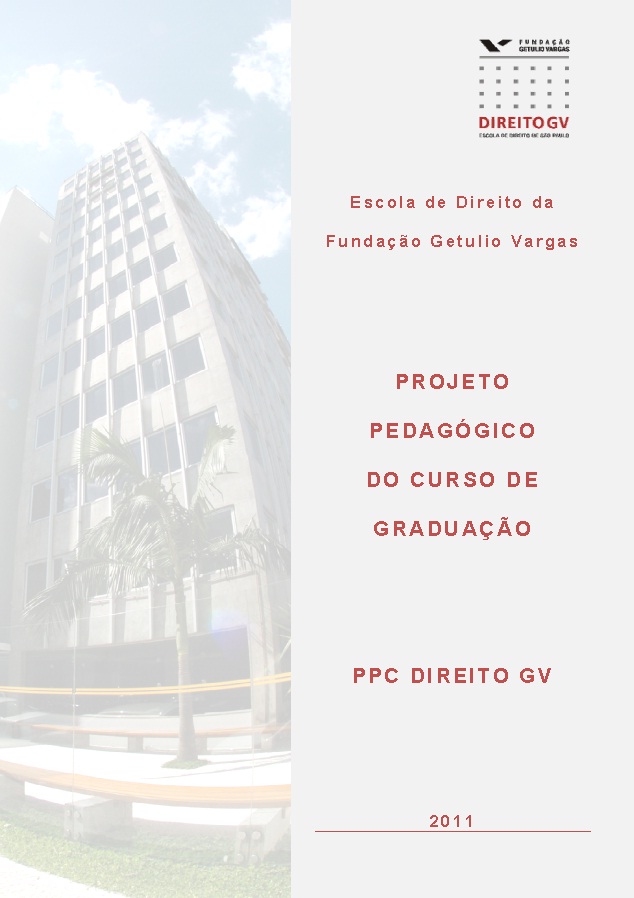 FUNDAÇÃO
GETULIO VARGAS
DIREITO GV
ESCOLA DE DIREITO DE SÃO PAULO
Escola de Direito da
Fundação Getulio Vargas
PROJETO
PEDAGÓGICO
DO CURSO DE
GRADUAÇÃO
PPC DIREITO GV
2011